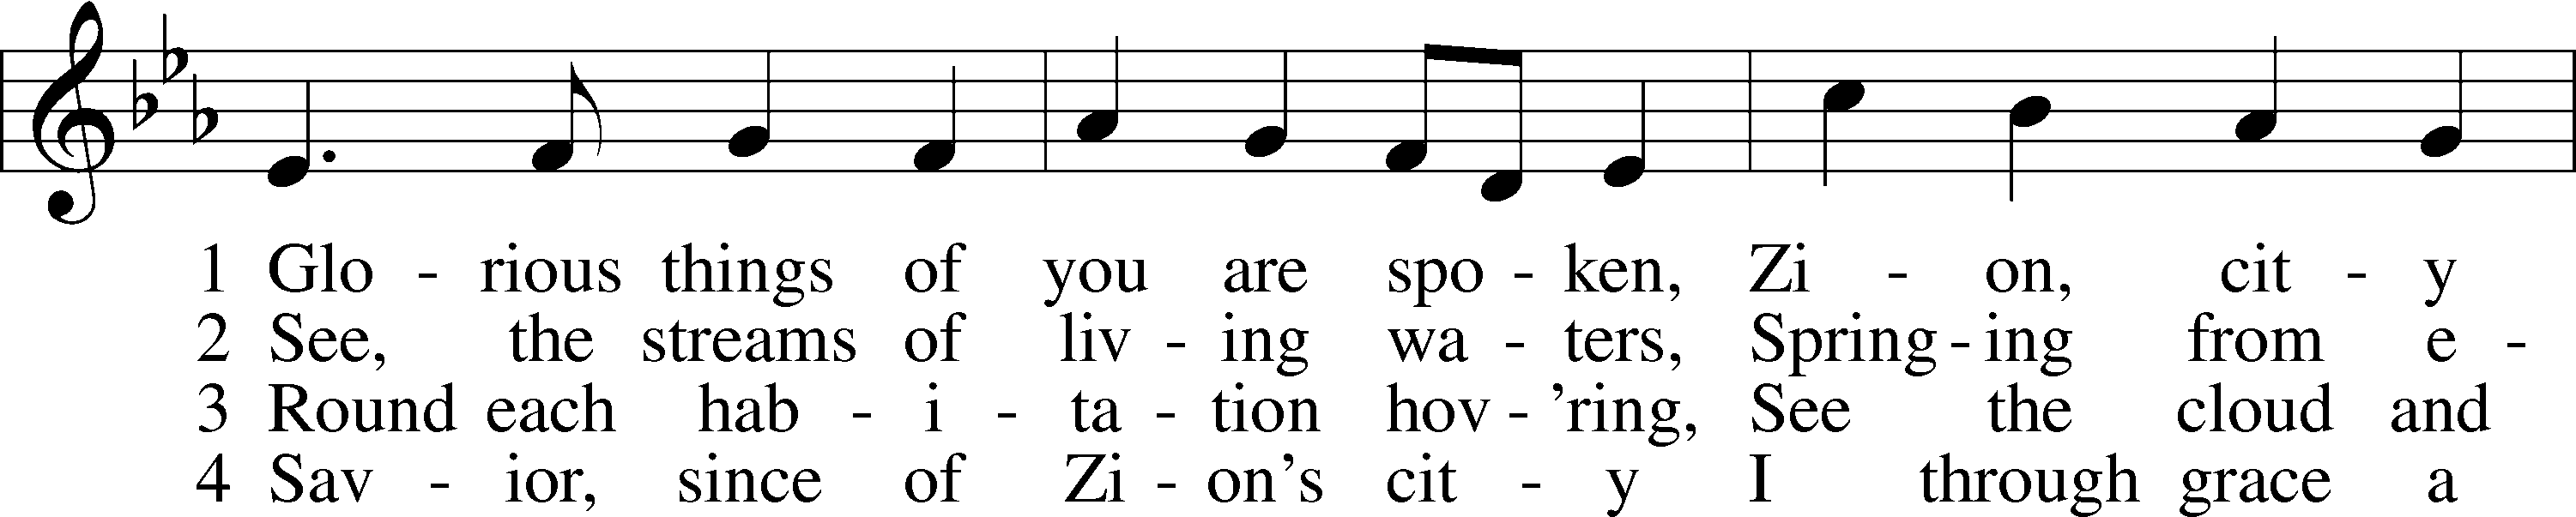 1 Glo - rious things of you are spo - ken, Zi - on, cit - y
2 See, the streams of liv - ing wa - ters, Spring - ing from e -
3 Round each hab - i - ta - tion hov - ’ring, See the cloud and
4 Sav - ior, since of Zi - on’s cit - y I through grace a